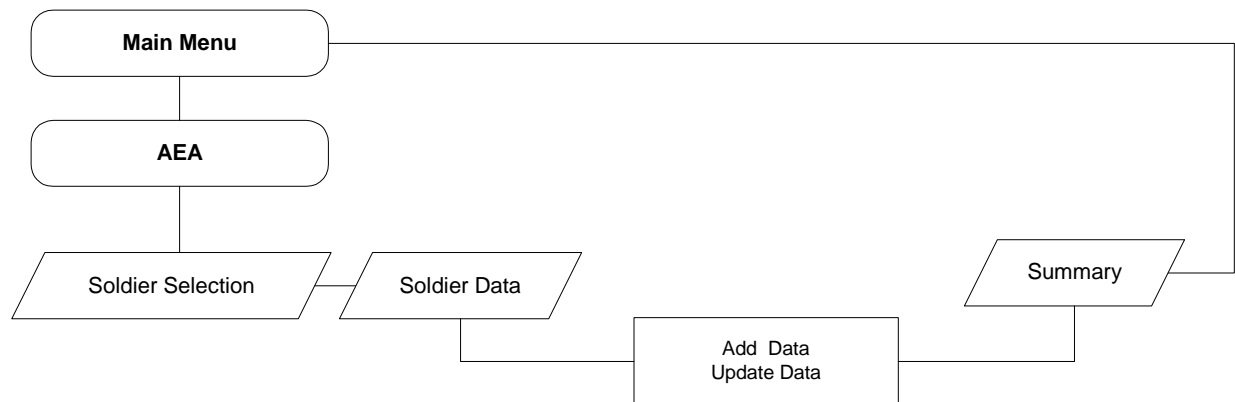 Main Menu
AEA
Soldier Selection
Soldier Data
Summary
Add Data
Update Data